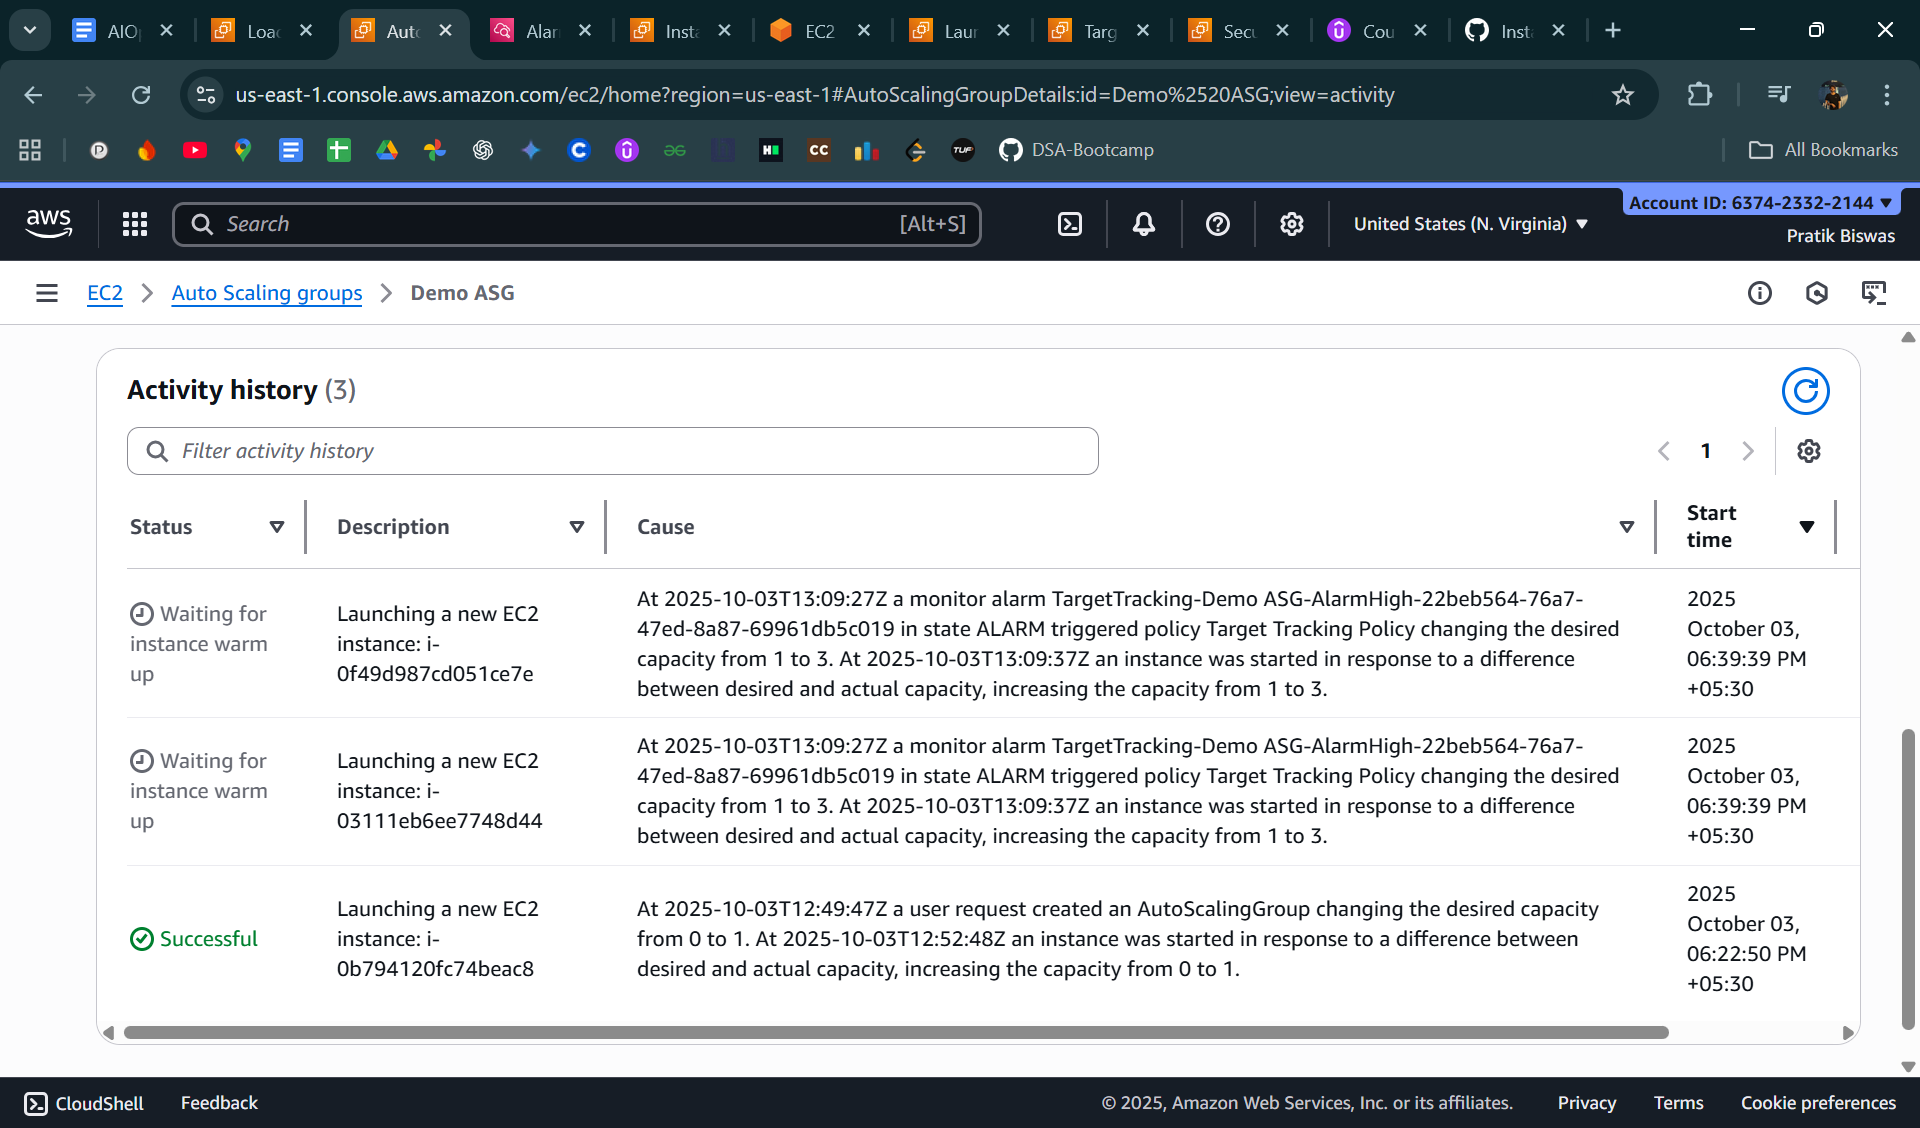 AIO
Loa
Aut
Alar
Inst
EC2
Laun
Targ
Secu
Cou
Inst
us-east-1.console.aws.amazon.com/ec2/home?region=us-east-1#AutoScalingGroupDetails:id=Demo%2520ASG;view=activity
DSA-Bootcamp
All Bookmarks
aws
Search
[Alt+S]
United States (N. Virginia)
Account ID: 6374-2332-2144
Pratik Biswas
EC2
Auto Scaling groups
Demo ASG
Activity history (3)
Filter activity history
1
Status
Description
Cause
Start
time
Waiting for
instance warm
up
Launching a new EC2
instance: i-
0f49d987cd051ce7e
At 2025-10-03T13:09:27Z a monitor alarm TargetTracking-Demo ASG-AlarmHigh-22beb564-76a7-
47ed-8a87-69961db5c019 in state ALARM triggered policy Target Tracking Policy changing the desired
capacity from 1 to 3. At 2025-10-03T13:09:37Z an instance was started in response to a difference
between desired and actual capacity, increasing the capacity from 1 to 3.
2025
October 03,
06:39:39 PM
+05:30
Waiting for
instance warm
up
Launching a new EC2
instance: i-
03111eb6ee7748d44
At 2025-10-03T13:09:27Z a monitor alarm TargetTracking-Demo ASG-AlarmHigh-22beb564-76a7-
47ed-8a87-69961db5c019 in state ALARM triggered policy Target Tracking Policy changing the desired
capacity from 1 to 3. At 2025-10-03T13:09:37Z an instance was started in response to a difference
between desired and actual capacity, increasing the capacity from 1 to 3.
2025
October 03,
06:39:39 PM
+05:30
Successful
Launching a new EC2
instance: i-
0b794120fc74beac8
At 2025-10-03T12:49:47Z a user request created an AutoScalingGroup changing the desired capacity
from 0 to 1. At 2025-10-03T12:52:48Z an instance was started in response to a difference between
desired and actual capacity, increasing the capacity from 0 to 1.
2025
October 03,
06:22:50 PM
+05:30
CloudShell
Feedback
© 2025, Amazon Web Services, Inc. or its affiliates.
Privacy
Terms
Cookie preferences